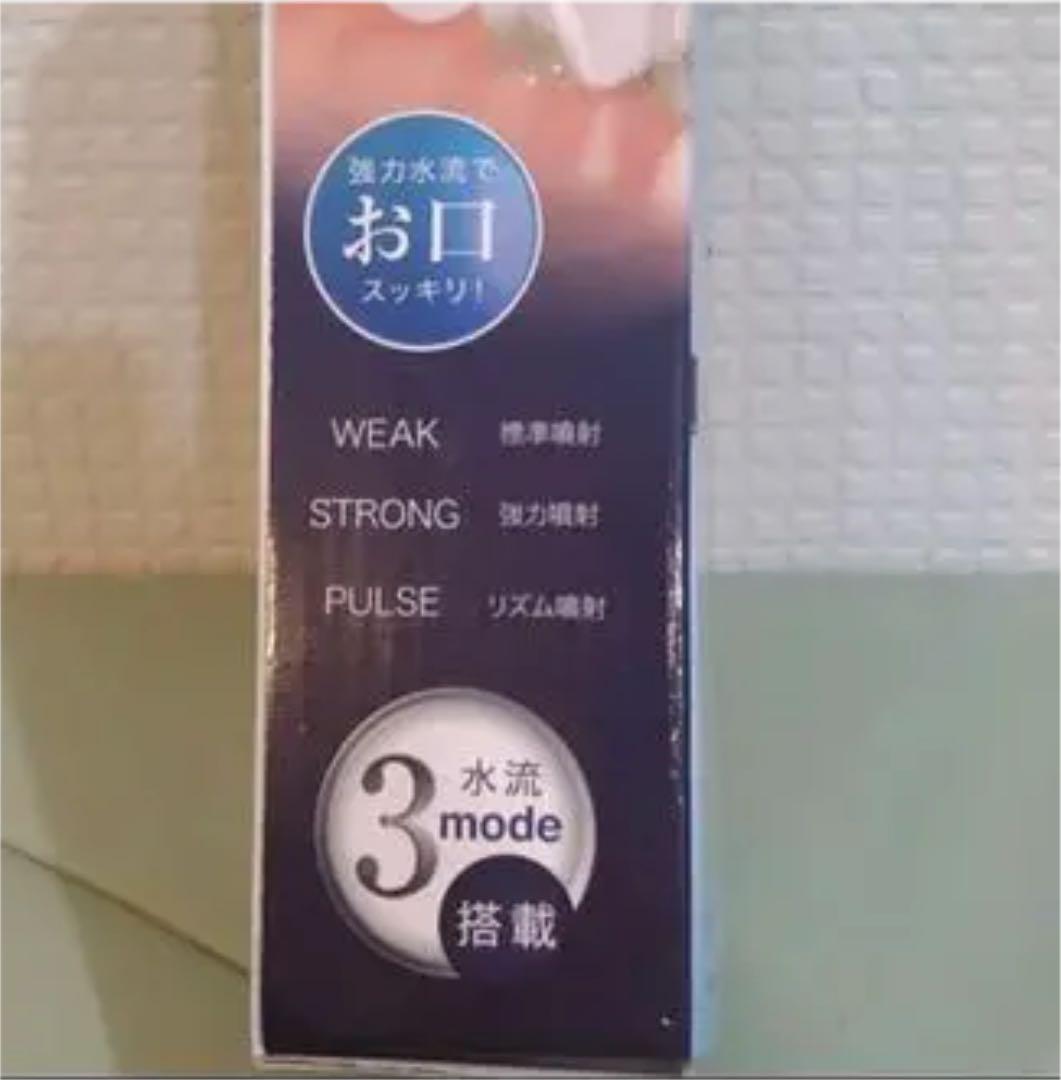 強力水流で
お口
スッキリ!
WEAK 標準噴射
STRONG 強力噴射
PULSE リズム噴射
3 水流
mode
搭載